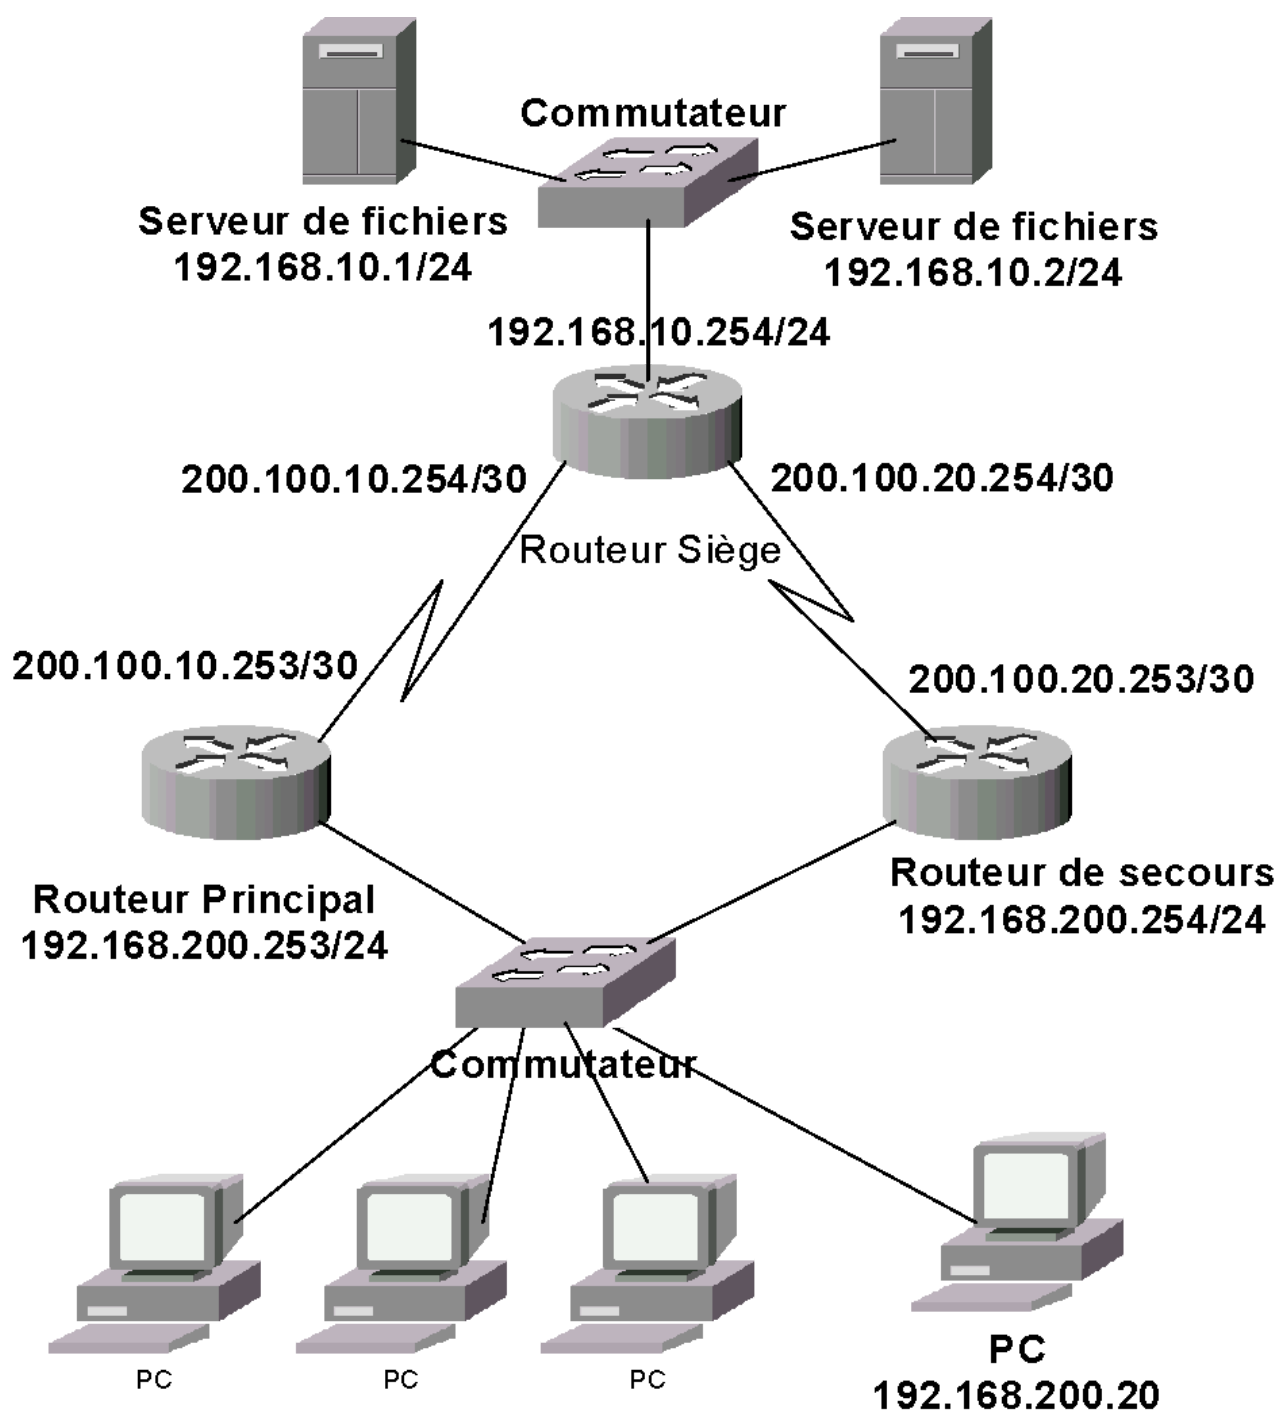 Commutateur
Serveur de fichiers
192.168.10.1/24
Serveur de fichiers
192.168.10.2/24
192.168.10.254/24
200.100.10.254/30
200.100.20.254/30
Routeur Siège
200.100.10.253/30
200.100.20.253/30
Routeur Principal
192.168.200.253/24
Routeur de secours
192.168.200.254/24
Commutateur
PC
PC
PC
PC
192.168.200.20